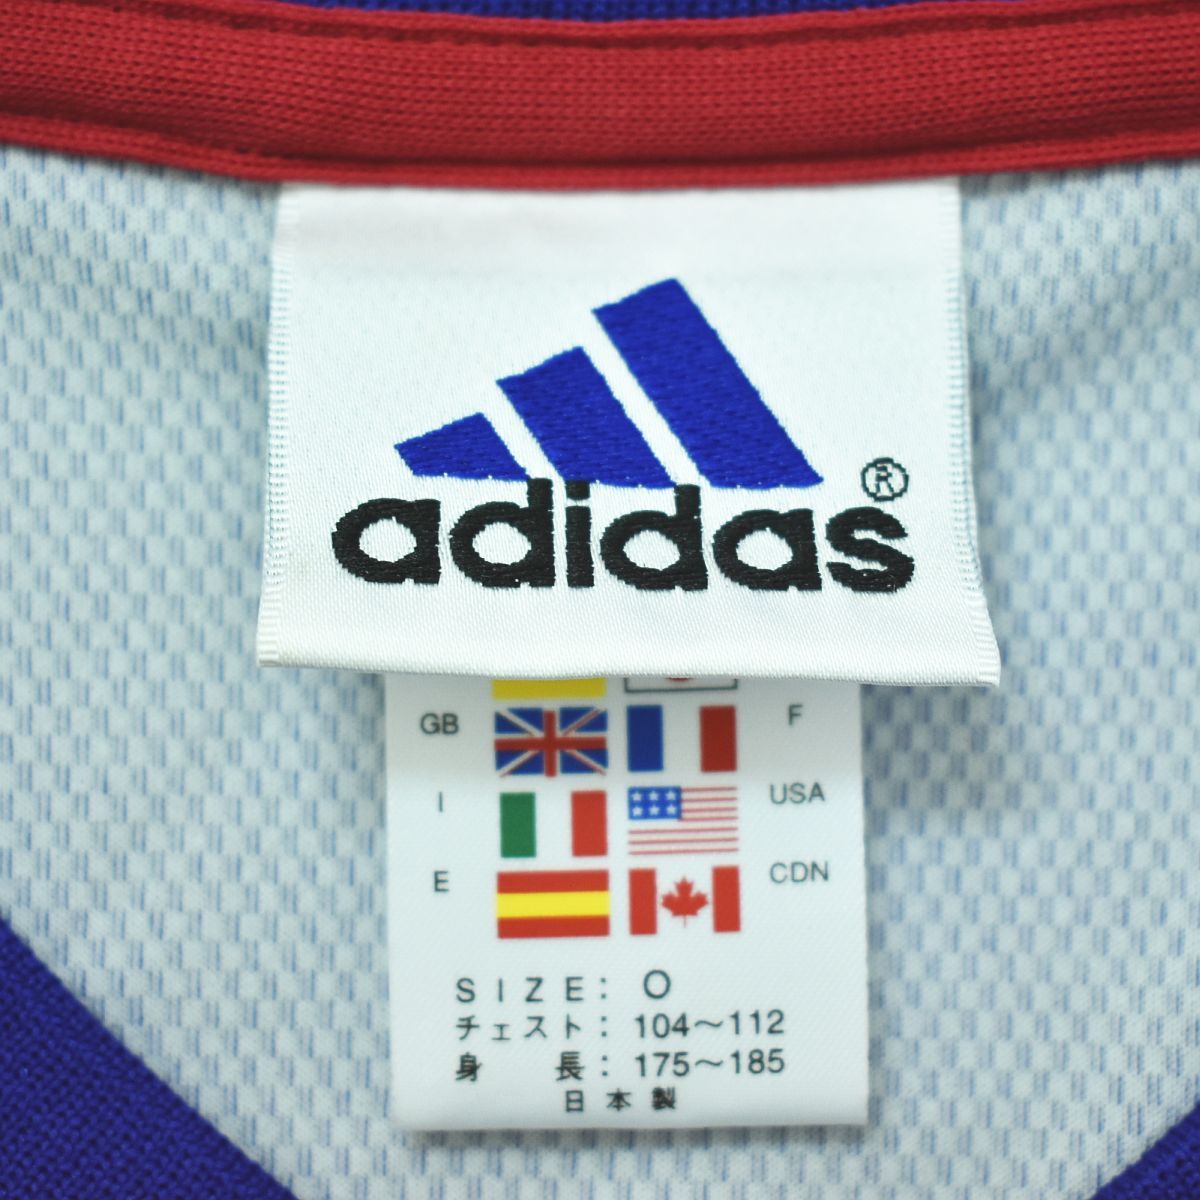 adidas®
GB F
I USA
E CDN
SIZE: O
チェスト: 104~112
身 長: 175~185
日本製